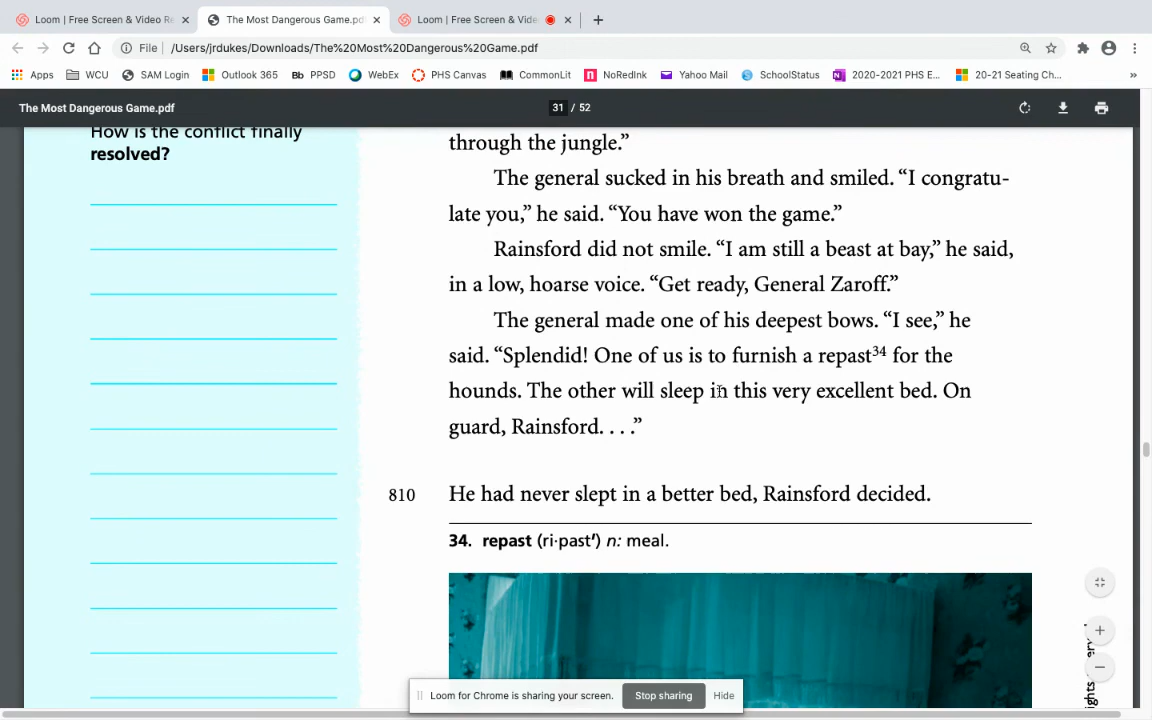 Loom | Free Screen & Video Re
The Most Dangerous Game.pd
Loom | Free Screen & Vide
File
/Users/jrdukes/Downloads/The%20Most%20Dangerous%20Game.pdf
Apps
WCU
SAM Login
Outlook 365
Bb PPSD
WebEx
PHS Canvas
CommonLit
NoRedInk
Yahoo Mail
SchoolStatus
2020-2021 PHS E...
20-21 Seating Ch...
The Most Dangerous Game.pdf
31 / 52
How is the conflict finally
resolved?
through the jungle.”
The general sucked in his breath and smiled. “I congratu-
late you,” he said. “You have won the game.”
Rainsford did not smile. “I am still a beast at bay,” he said,
in a low, hoarse voice. “Get ready, General Zaroff.”
The general made one of his deepest bows. “I see,” he
said. “Splendid! One of us is to furnish a repast34 for the
hounds. The other will sleep in this very excellent bed. On
guard, Rainsford. . . .”
810 He had never slept in a better bed, Rainsford decided.
34. repast (ri·past′) n: meal.
Loom for Chrome is sharing your screen.
Stop sharing
Hide